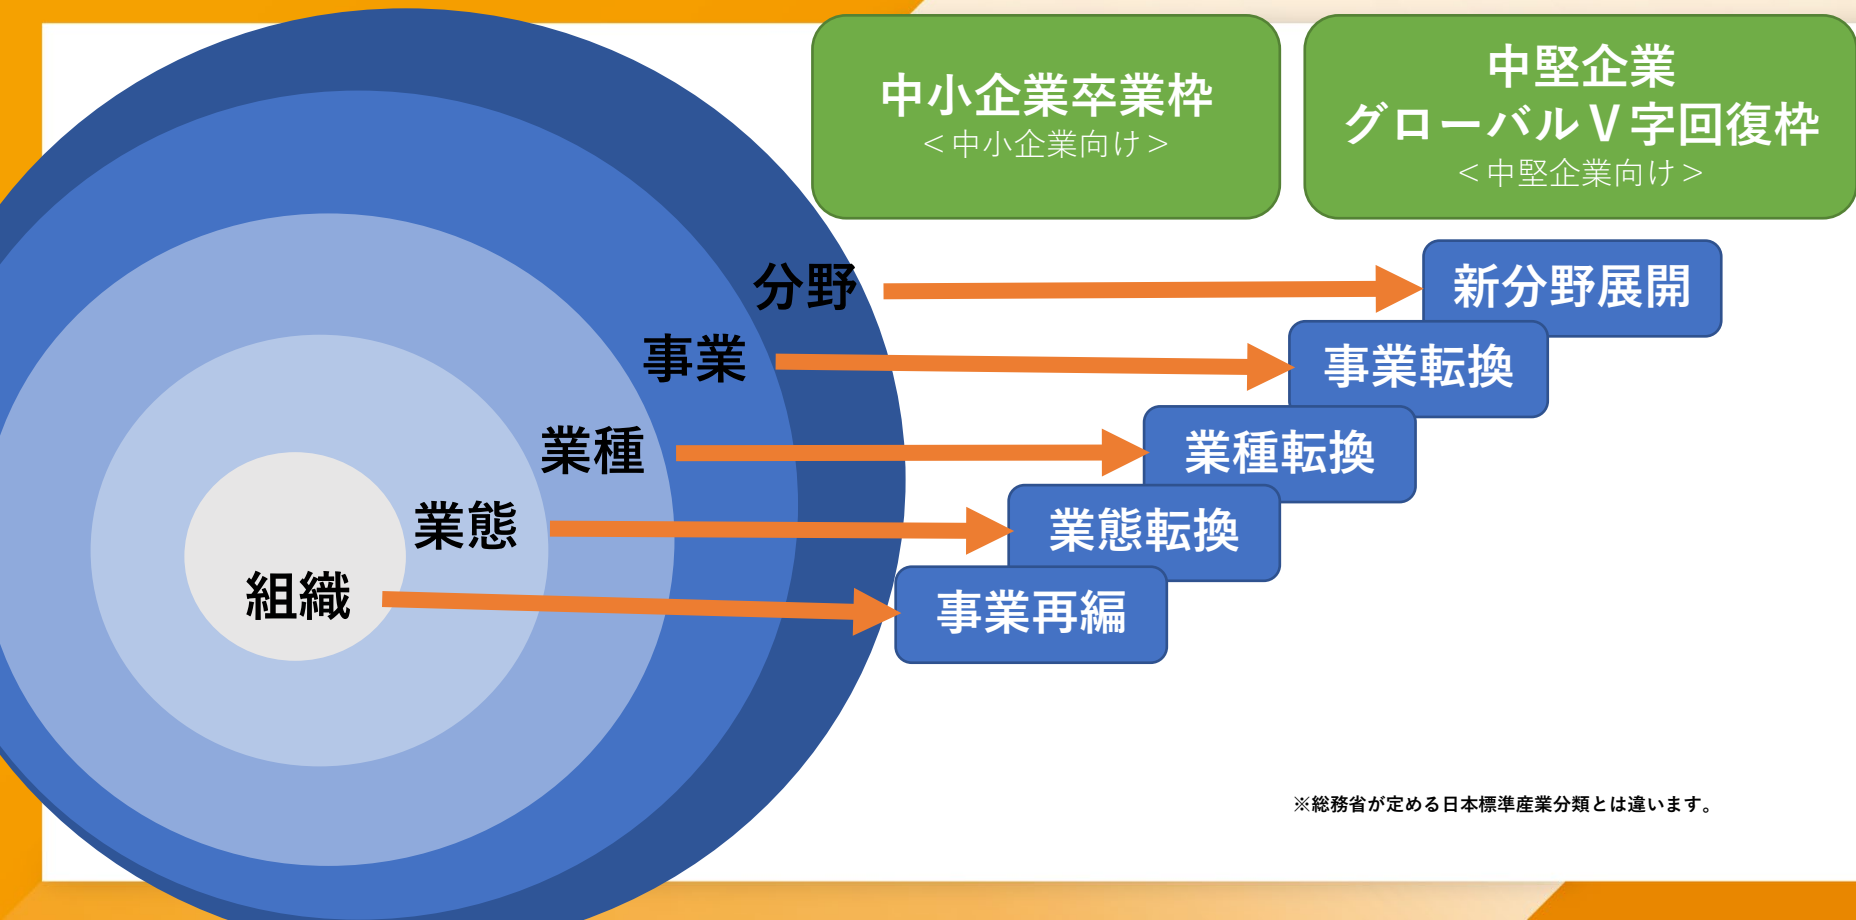 中小企業卒業枠
＜中小企業向け＞
中堅企業
グローバルＶ字回復枠
＜中堅企業向け＞
分野
新分野展開
事業
事業転換
業種
業種転換
業態
業態転換
組織
事業再編
※総務省が定める日本標準産業分類とは違います。